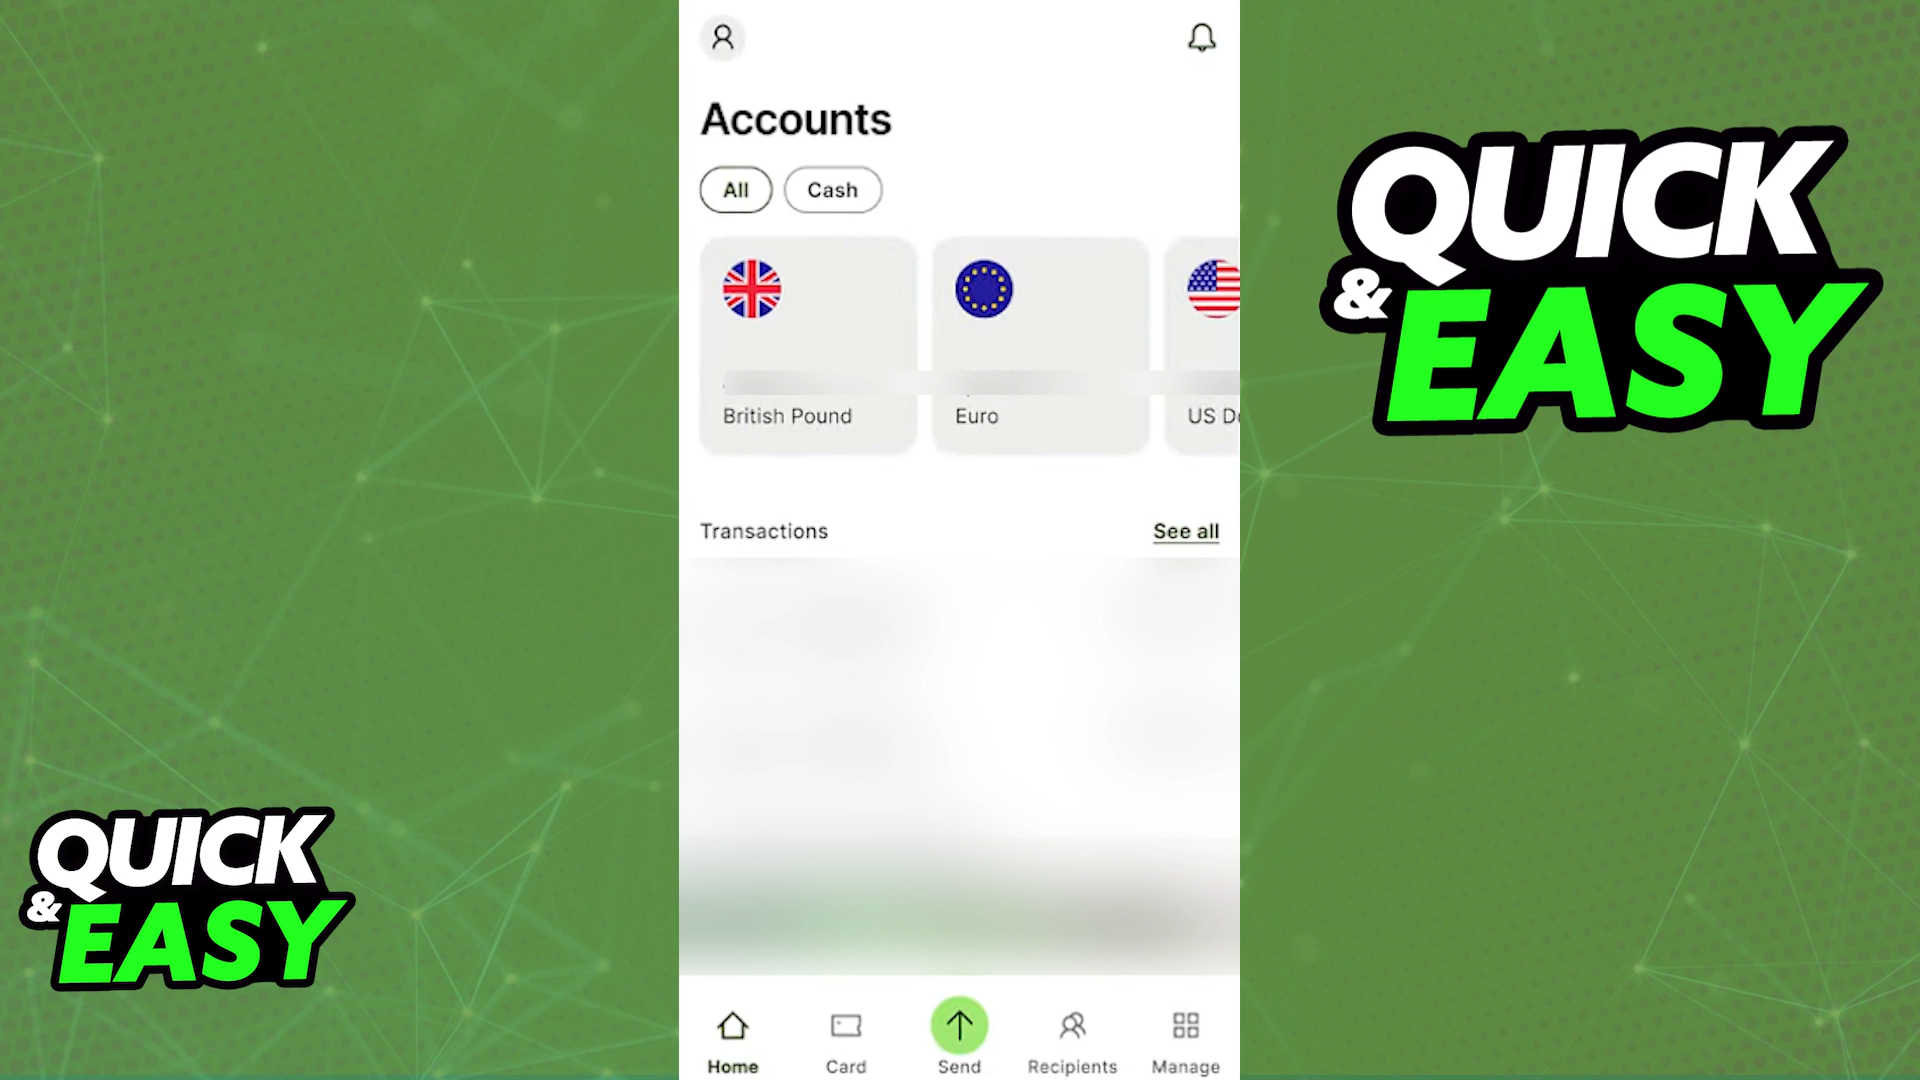 Accounts
All Cash
British Pound Euro US D
Transactions See all
Home Card Send Recipients Manage
QUICK
& EASY
QUICK
& EASY